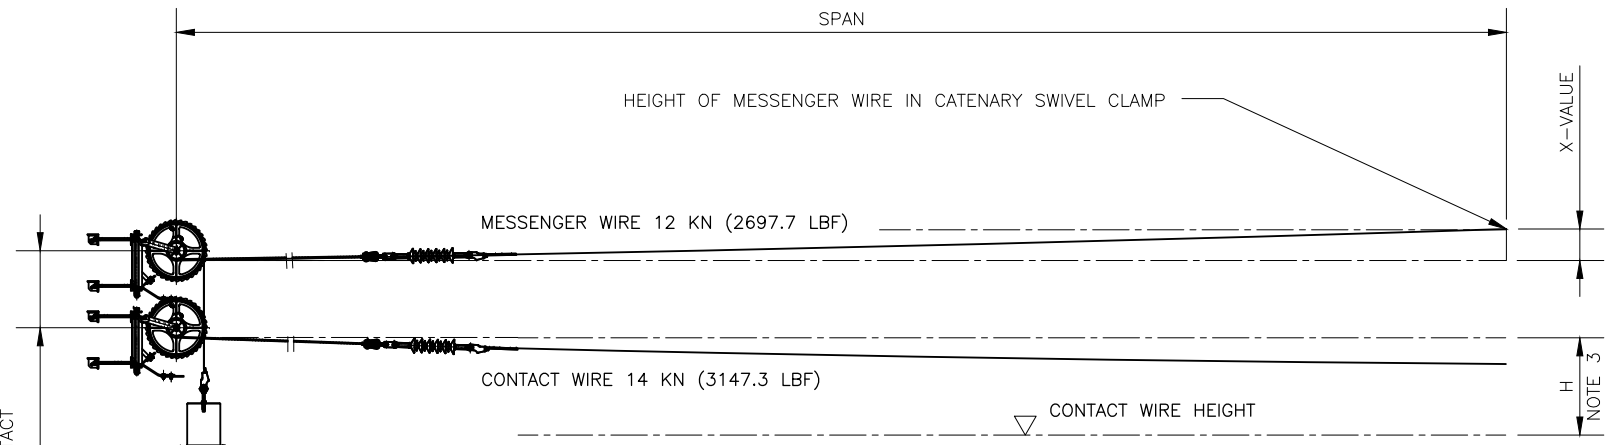 SPAN
HEIGHT OF MESSENGER WIRE IN CATENARY SWIVEL CLAMP
X-VALUE
MESSENGER WIRE 12 KN (2697.7 LBF)
CONTACT WIRE 14 KN (3147.3 LBF)
H
NOTE 3
CONTACT WIRE HEIGHT